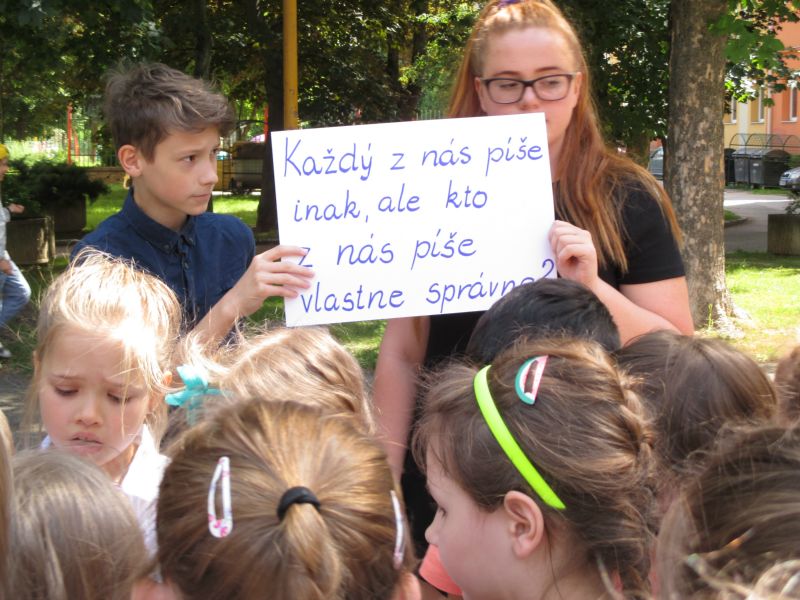 Každý z nás píše
inak, ale kto
z nás píše
vlastne správne?